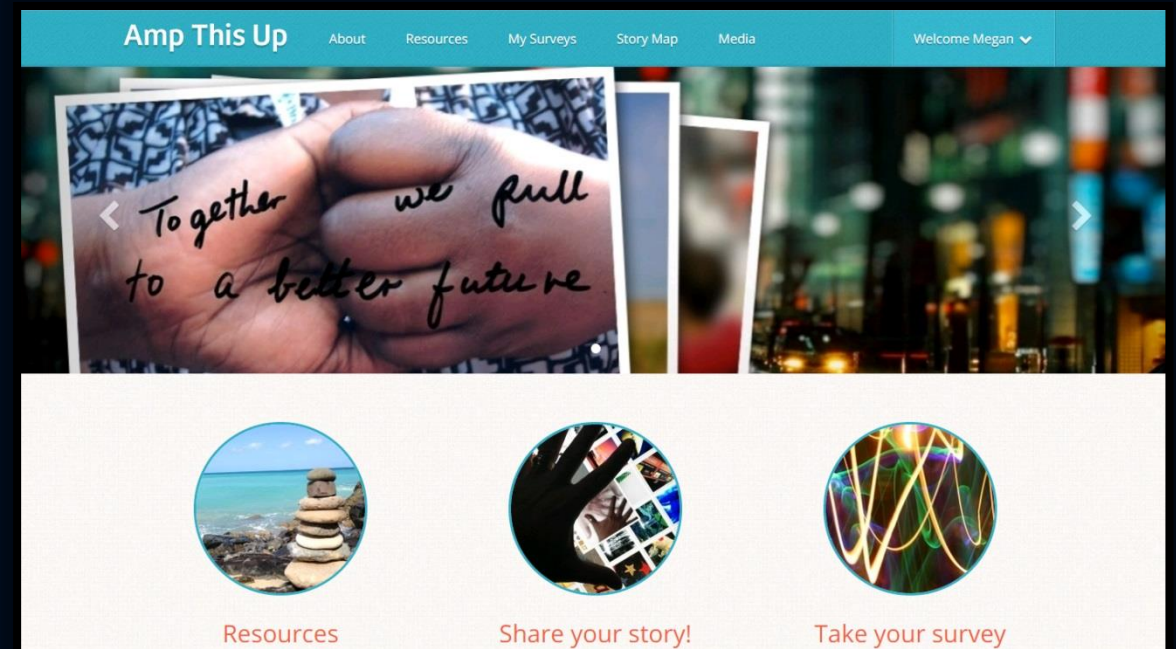 Amp This Up About Resources My Surveys Story Map Media Welcome Megan
Together we pull
to a better future
Resources Share your story! Take your survey